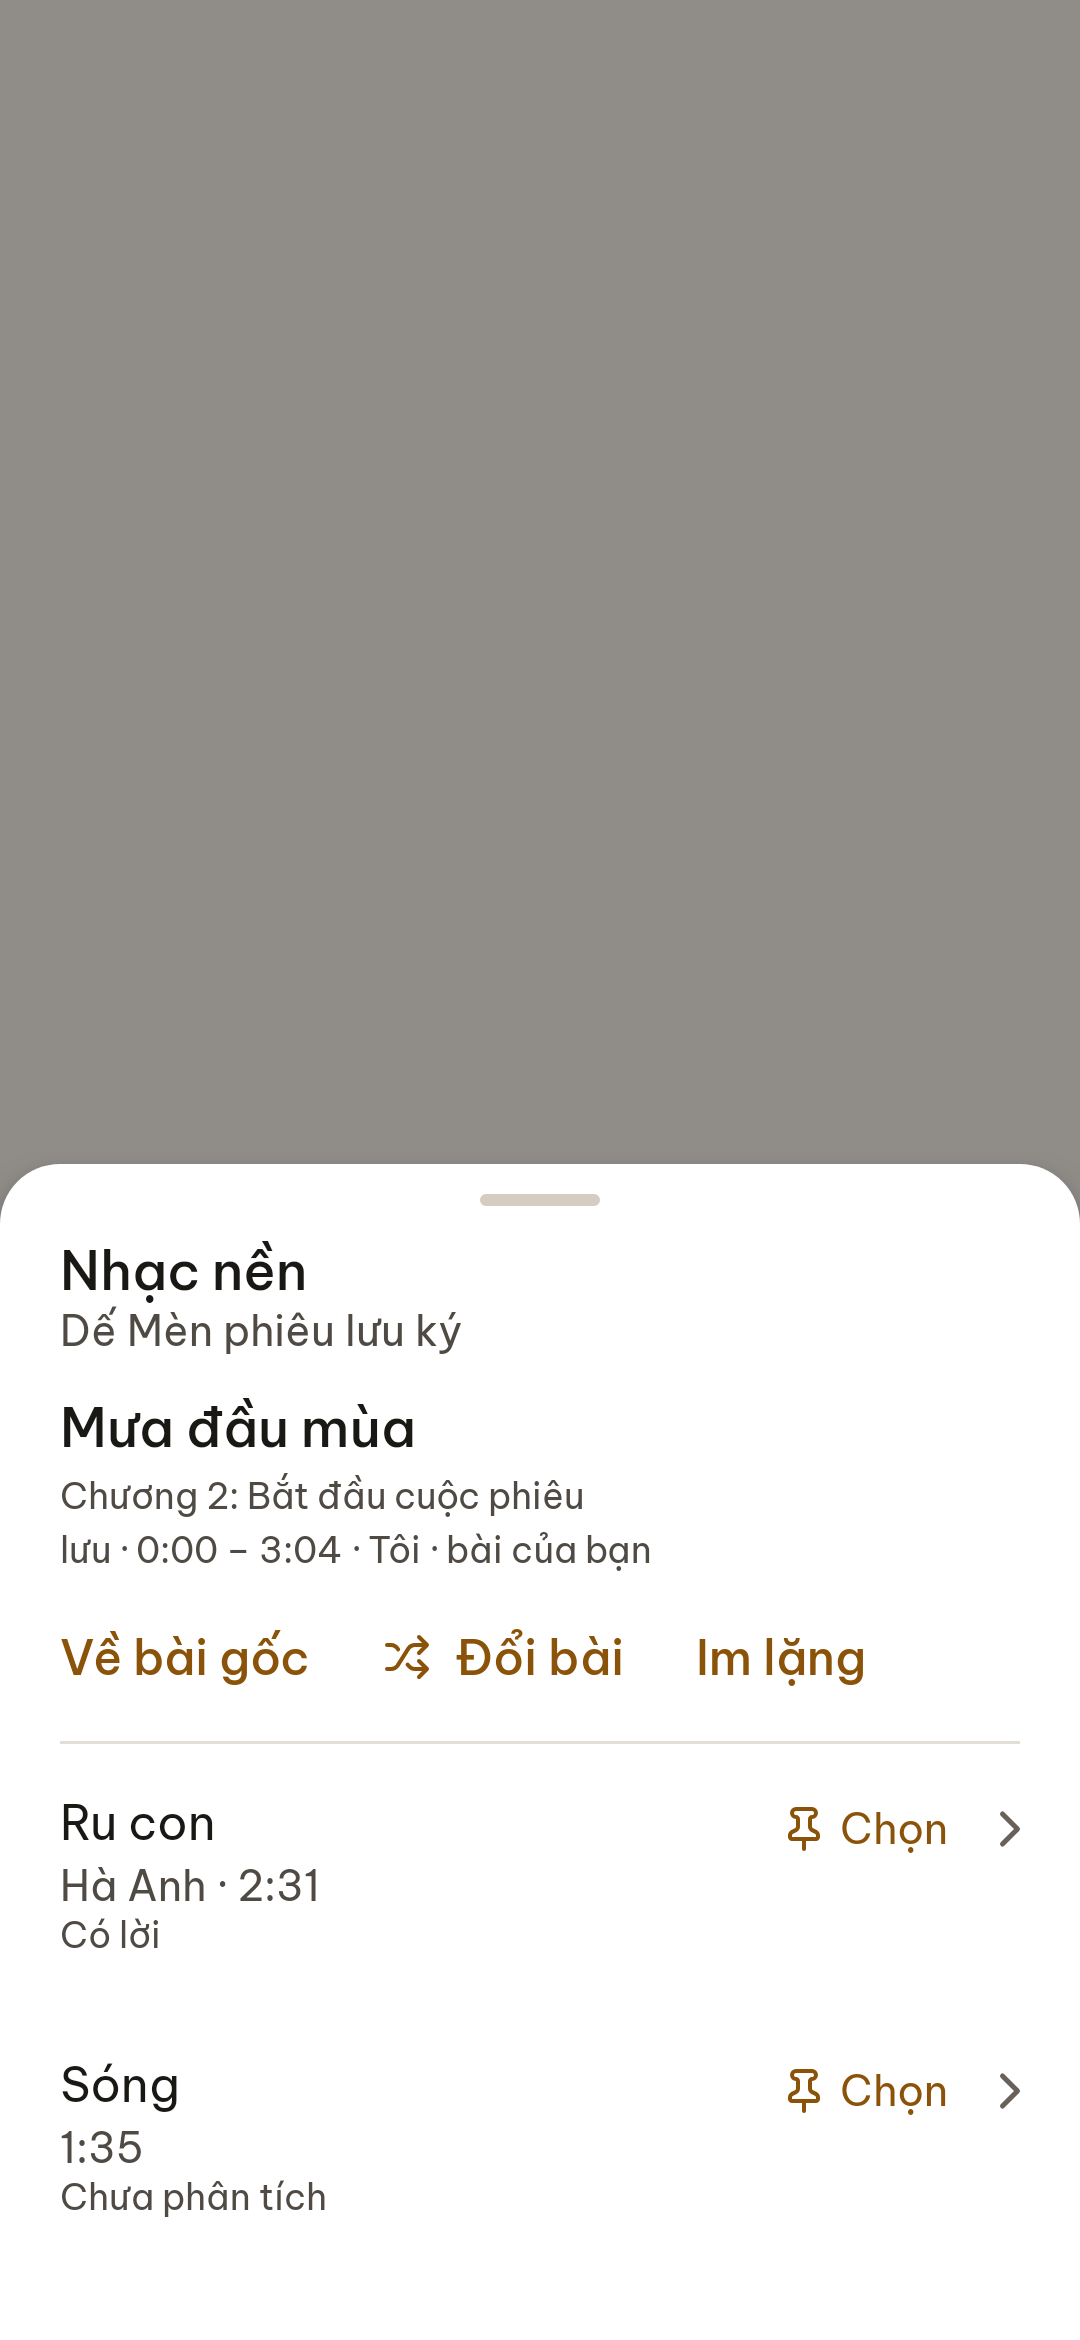 Nhạc nền
Dế Mèn phiêu lưu ký
Mưa đầu mùa
Chương 2: Bắt đầu cuộc phiêu
lưu · 0:00 – 3:04 · Tôi · bài của bạn
Về bài gốc Đổi bài Im lặng
Ru con Chọn
Hà Anh · 2:31
Có lời
Sóng Chọn
1:35
Chưa phân tích